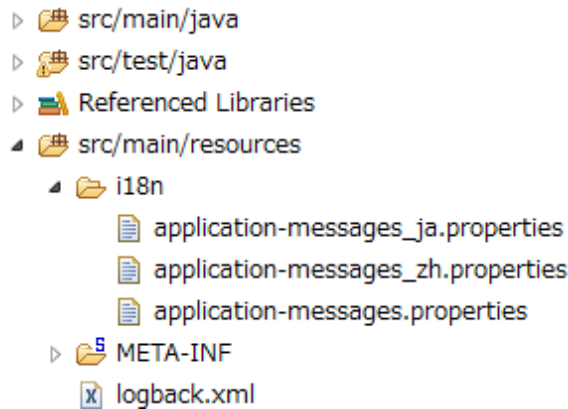 src/main/java
src/test/java
Referenced Libraries
src/main/resources
i18n
application-messages_ja.properties
application-messages_zh.properties
application-messages.properties
META-INF
logback.xml